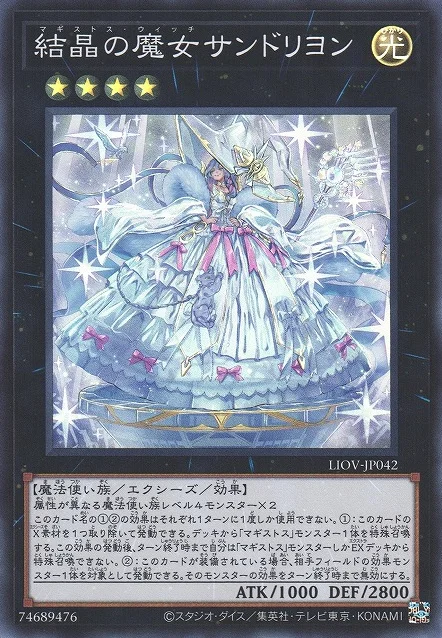 マギストス・ウィッチ
結晶の魔女サンドリヨン
ひかり
光
LIOV-JP042
【魔法使い族/エクシーズ/効果】
属性が異なる魔法使い族レベル4モンスター×2
このカード名の①②の効果はそれぞれ1ターンに1度しか使用できない。①:このカードの
X素材を1つ取り除いて発動できる。デッキから「マギストス」モンスター1体を特殊召喚
する。この効果の発動後、ターン終了時まで自分は「マギストス」モンスターしかEXデッキから
特殊召喚できない。②:このカードが装備されている場合、相手フィールドの効果モン
スター1体を対象として発動できる。そのモンスターの効果をターン終了時まで無効にする。
ATK/1000 DEF/2800
74689476
©スタジオ・ダイス/集英社・テレビ東京・KONAMI